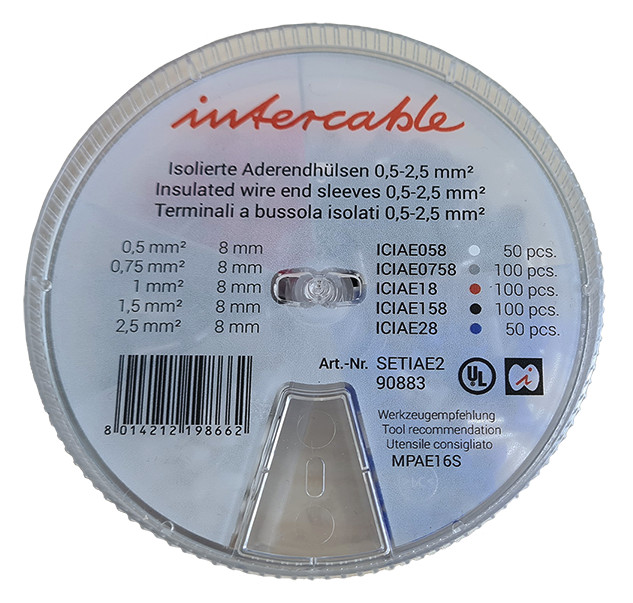 intercable
Isolierte Aderendhülsen 0,5-2,5 mm²
Insulated wire end sleeves 0,5-2,5 mm²
Terminali a bussola isolati 0,5-2,5 mm²
0,5 mm² 8 mm ICIAE058 50 pcs.
0,75 mm² 8 mm ICIAE0758 100 pcs.
1 mm² 8 mm ICIAE18 100 pcs.
1,5 mm² 8 mm ICIAE158 100 pcs.
2,5 mm² 8 mm ICIAE28 50 pcs.
Art.-Nr. SETIAE2
90883
UL
i
8 014212 198662
Werkzeugempfehlung
Tool recommendation
Utensile consigliato
MPAE16S